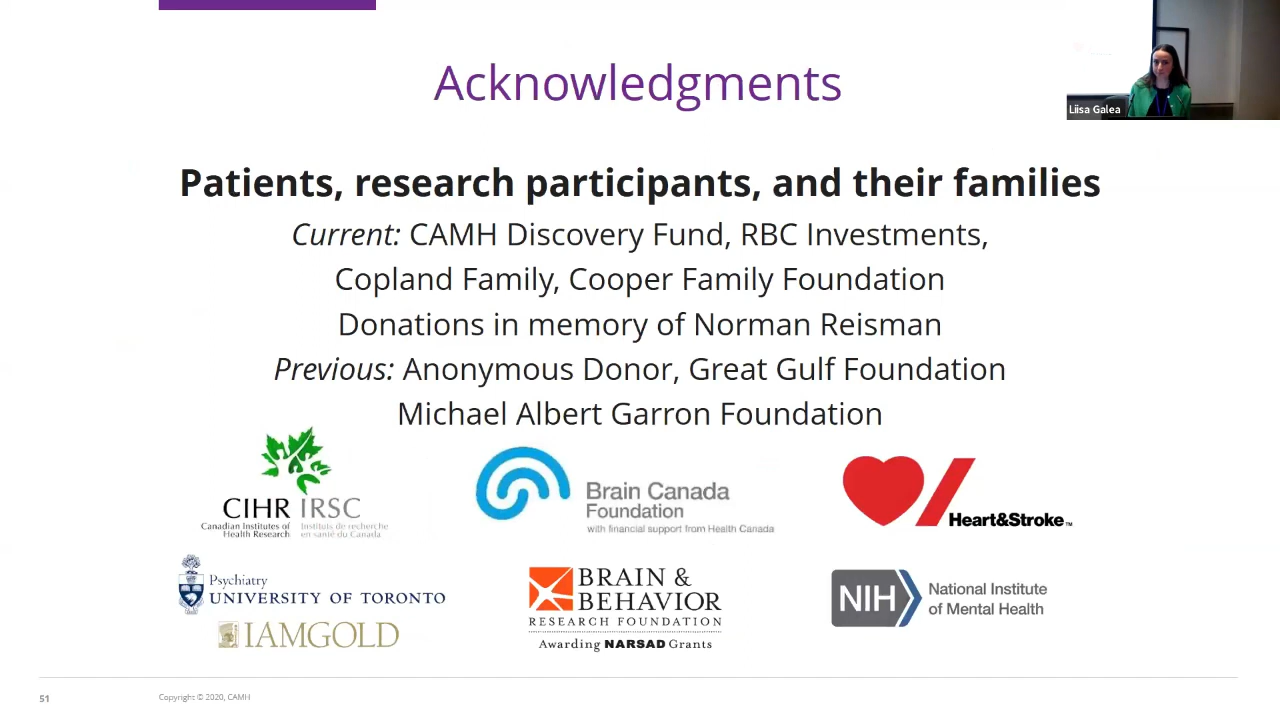 Acknowledgments
Liisa Galea
Patients, research participants, and their families
Current: CAMH Discovery Fund, RBC Investments,
Copland Family, Cooper Family Foundation
Donations in memory of Norman Reisman
Previous: Anonymous Donor, Great Gulf Foundation
Michael Albert Garron Foundation
CIHR IRSC
Canadian Institutes of Health Research
Instituts de recherche en santé du Canada
Brain Canada
Foundation
with financial support from Health Canada
Heart&Stroke™
Psychiatry
UNIVERSITY OF TORONTO
IAMGOLD
BRAIN &
BEHAVIOR
RESEARCH FOUNDATION
Awarding NARSAD Grants
NIH
National Institute
of Mental Health
51
Copyright © 2020, CAMH